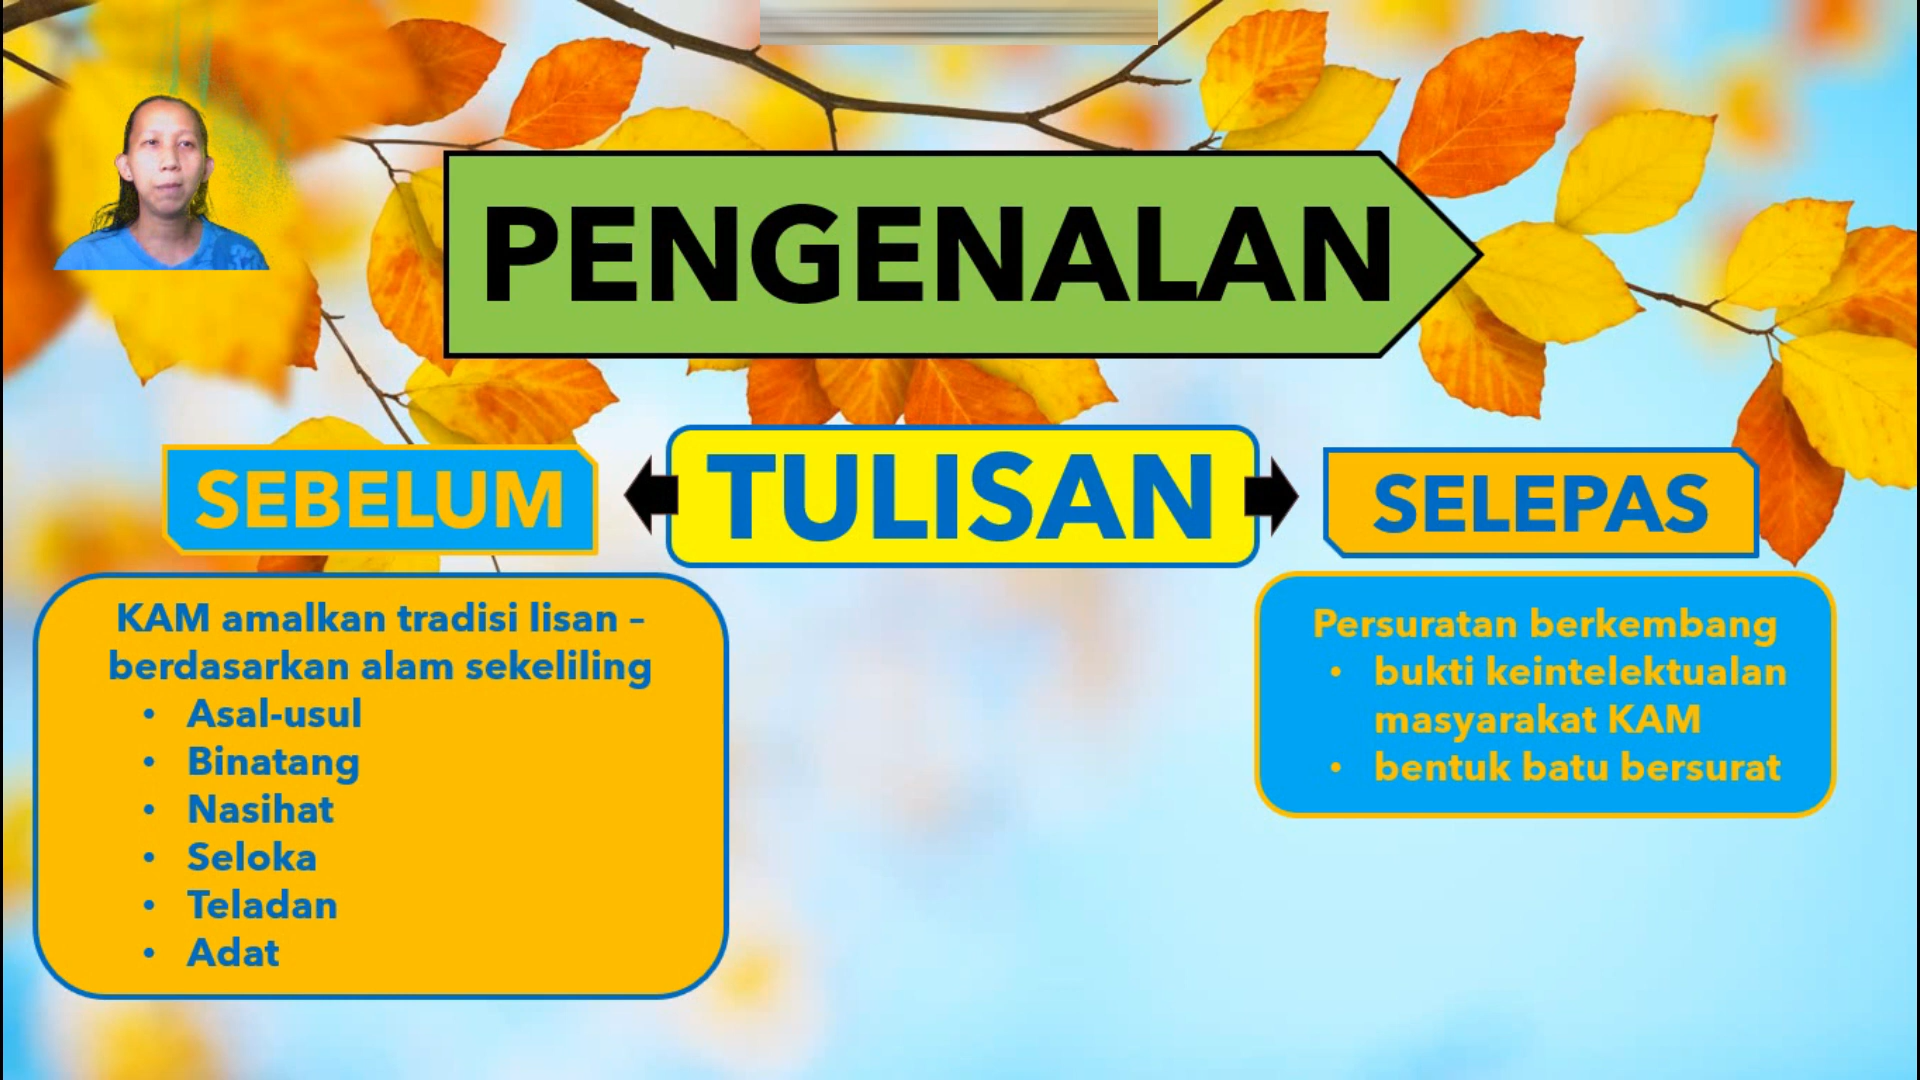 PENGENALAN
SEBELUM
TULISAN
SELEPAS
KAM amalkan tradisi lisan –
berdasarkan alam sekeliling
• Asal-usul
• Binatang
• Nasihat
• Seloka
• Teladan
• Adat
Persuratan berkembang
• bukti keintelektualan
masyarakat KAM
• bentuk batu bersurat